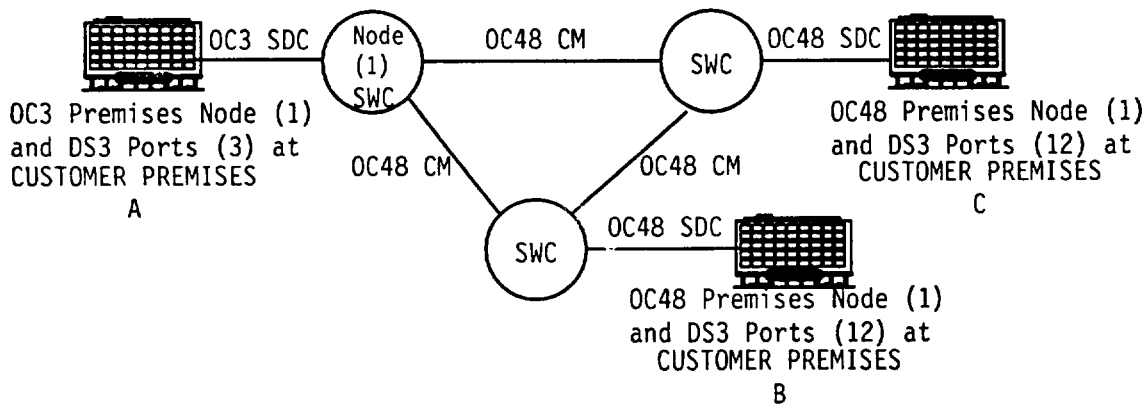 OC3 SDC
Node
(1)
SWC
OC48 CM
SWC
OC48 SDC
OC3 Premises Node (1)
and DS3 Ports (3) at
CUSTOMER PREMISES
A
OC48 CM
OC48 CM
OC48 Premises Node (1)
and DS3 Ports (12) at
CUSTOMER PREMISES
C
SWC
OC48 SDC
OC48 Premises Node (1)
and DS3 Ports (12) at
CUSTOMER PREMISES
B